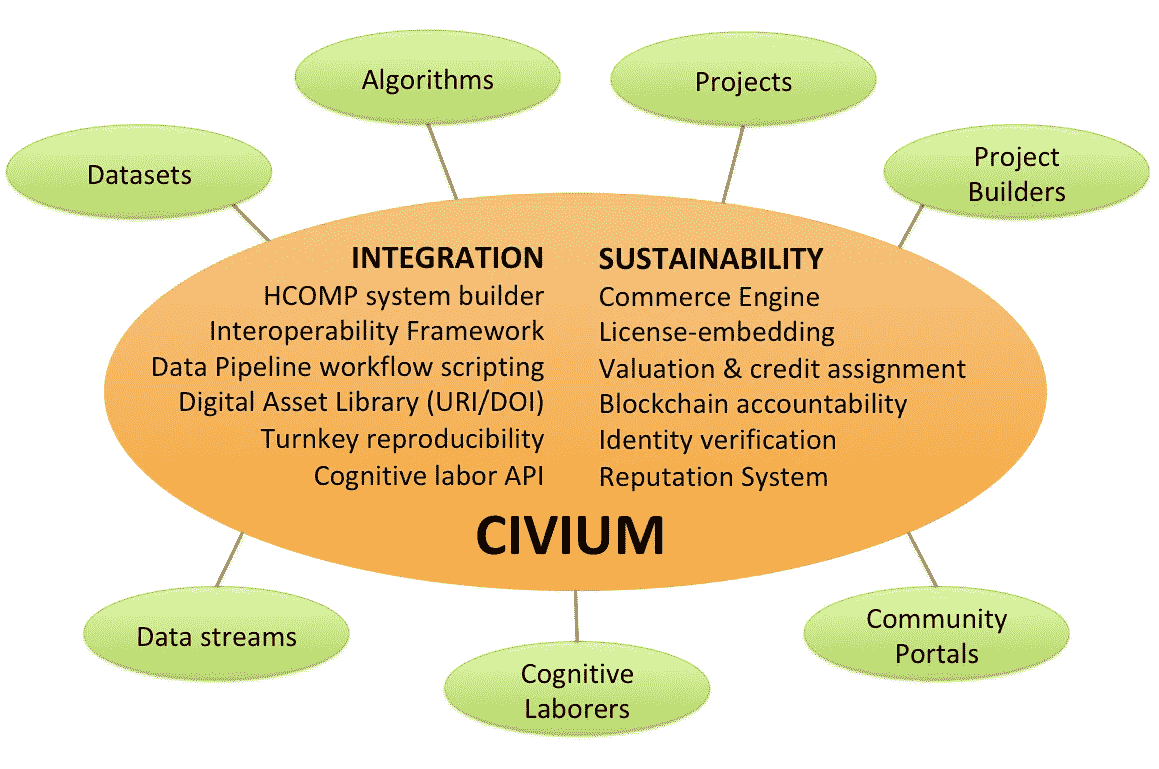 Algorithms
Projects
Datasets
Project
Builders
INTEGRATION
HCOMP system builder
Interoperability Framework
Data Pipeline workflow scripting
Digital Asset Library (URI/DOI)
Turnkey reproducibility
Cognitive labor API
SUSTAINABILITY
Commerce Engine
License-embedding
Valuation & credit assignment
Blockchain accountability
Identity verification
Reputation System
CIVIUM
Data streams
Cognitive
Laborers
Community
Portals